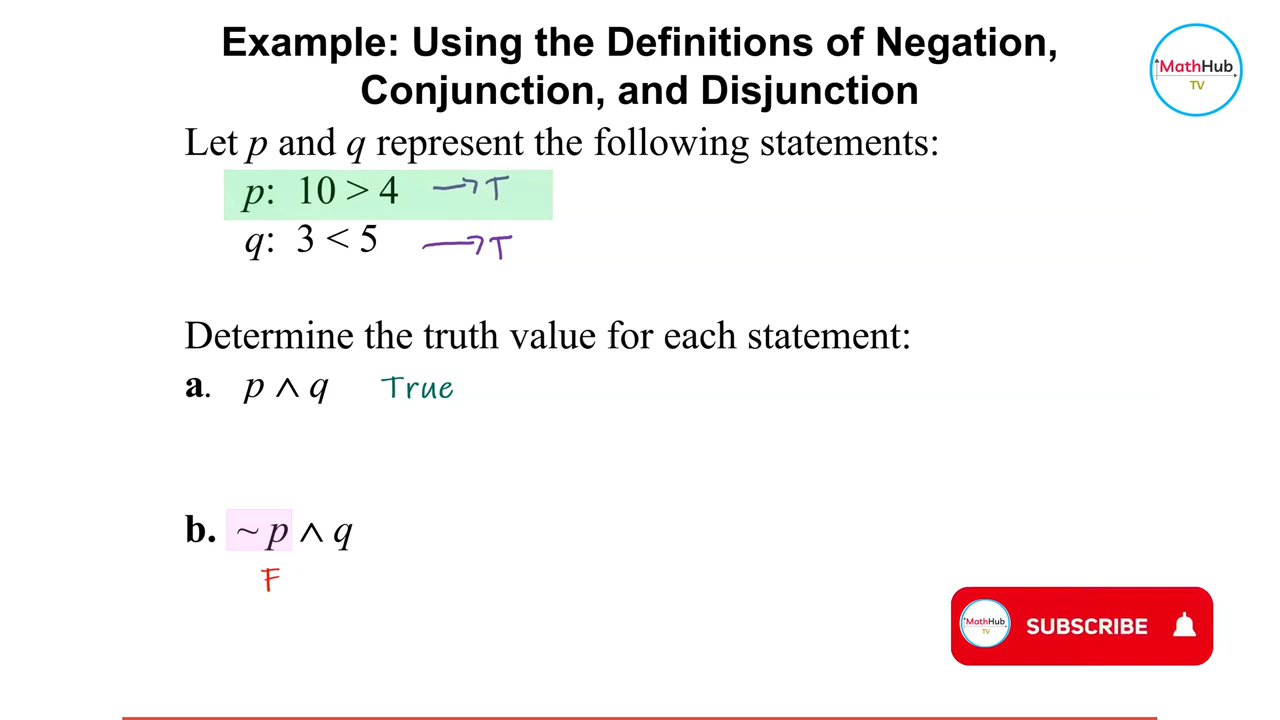 Example: Using the Definitions of Negation,
Conjunction, and Disjunction
MathHub
TV
Let p and q represent the following statements:
p: 10 > 4 → T
q: 3 < 5 → T
Determine the truth value for each statement:
a. p ∧ q True
b. ~ p ∧ q
F
MathHub
TV
SUBSCRIBE